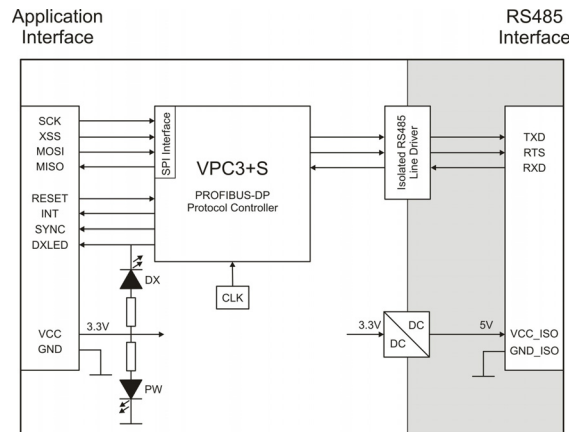 Application
Interface
RS485
Interface
SCK
XSS
MOSI
MISO
RESET
INT
SYNC
DXLED
VCC
GND
SPI Interface
VPC3+S
PROFIBUS-DP
Protocol Controller
CLK
DX
3.3V
PW
Isolated RS485
Line Driver
3.3V
DC
DC
5V
TXD
RTS
RXD
VCC_ISO
GND_ISO